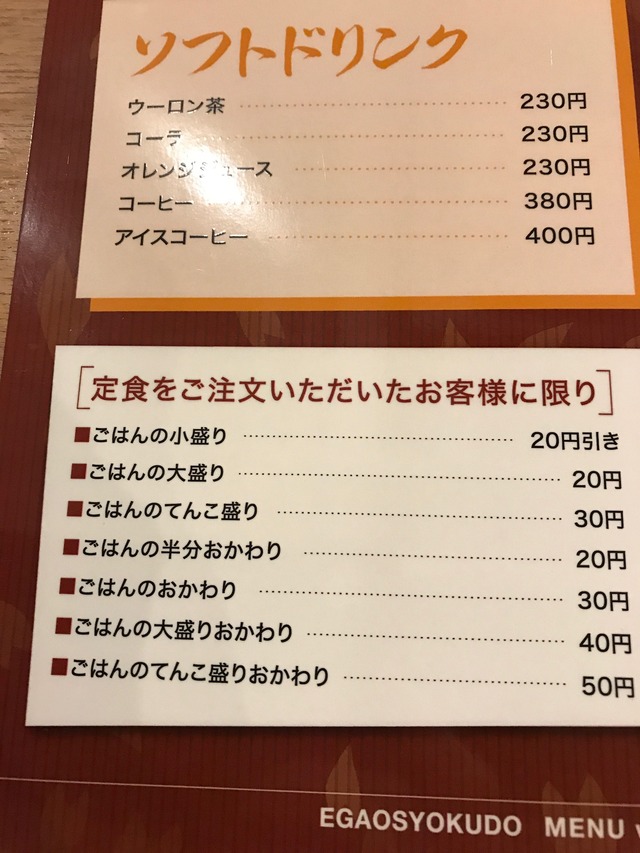 ソフトドリンク
ウーロン茶 230円
コーラ 230円
オレンジジュース 230円
コーヒー 380円
アイスコーヒー 400円
[定食をご注文いただいたお客様に限り]
■ごはんの小盛り 20円引き
■ごはんの大盛り 20円
■ごはんのてんこ盛り 30円
■ごはんの半分おかわり 20円
■ごはんのおかわり 30円
■ごはんの大盛りおかわり 40円
■ごはんのてんこ盛りおかわり 50円
EGAOSYOKUDO MENU